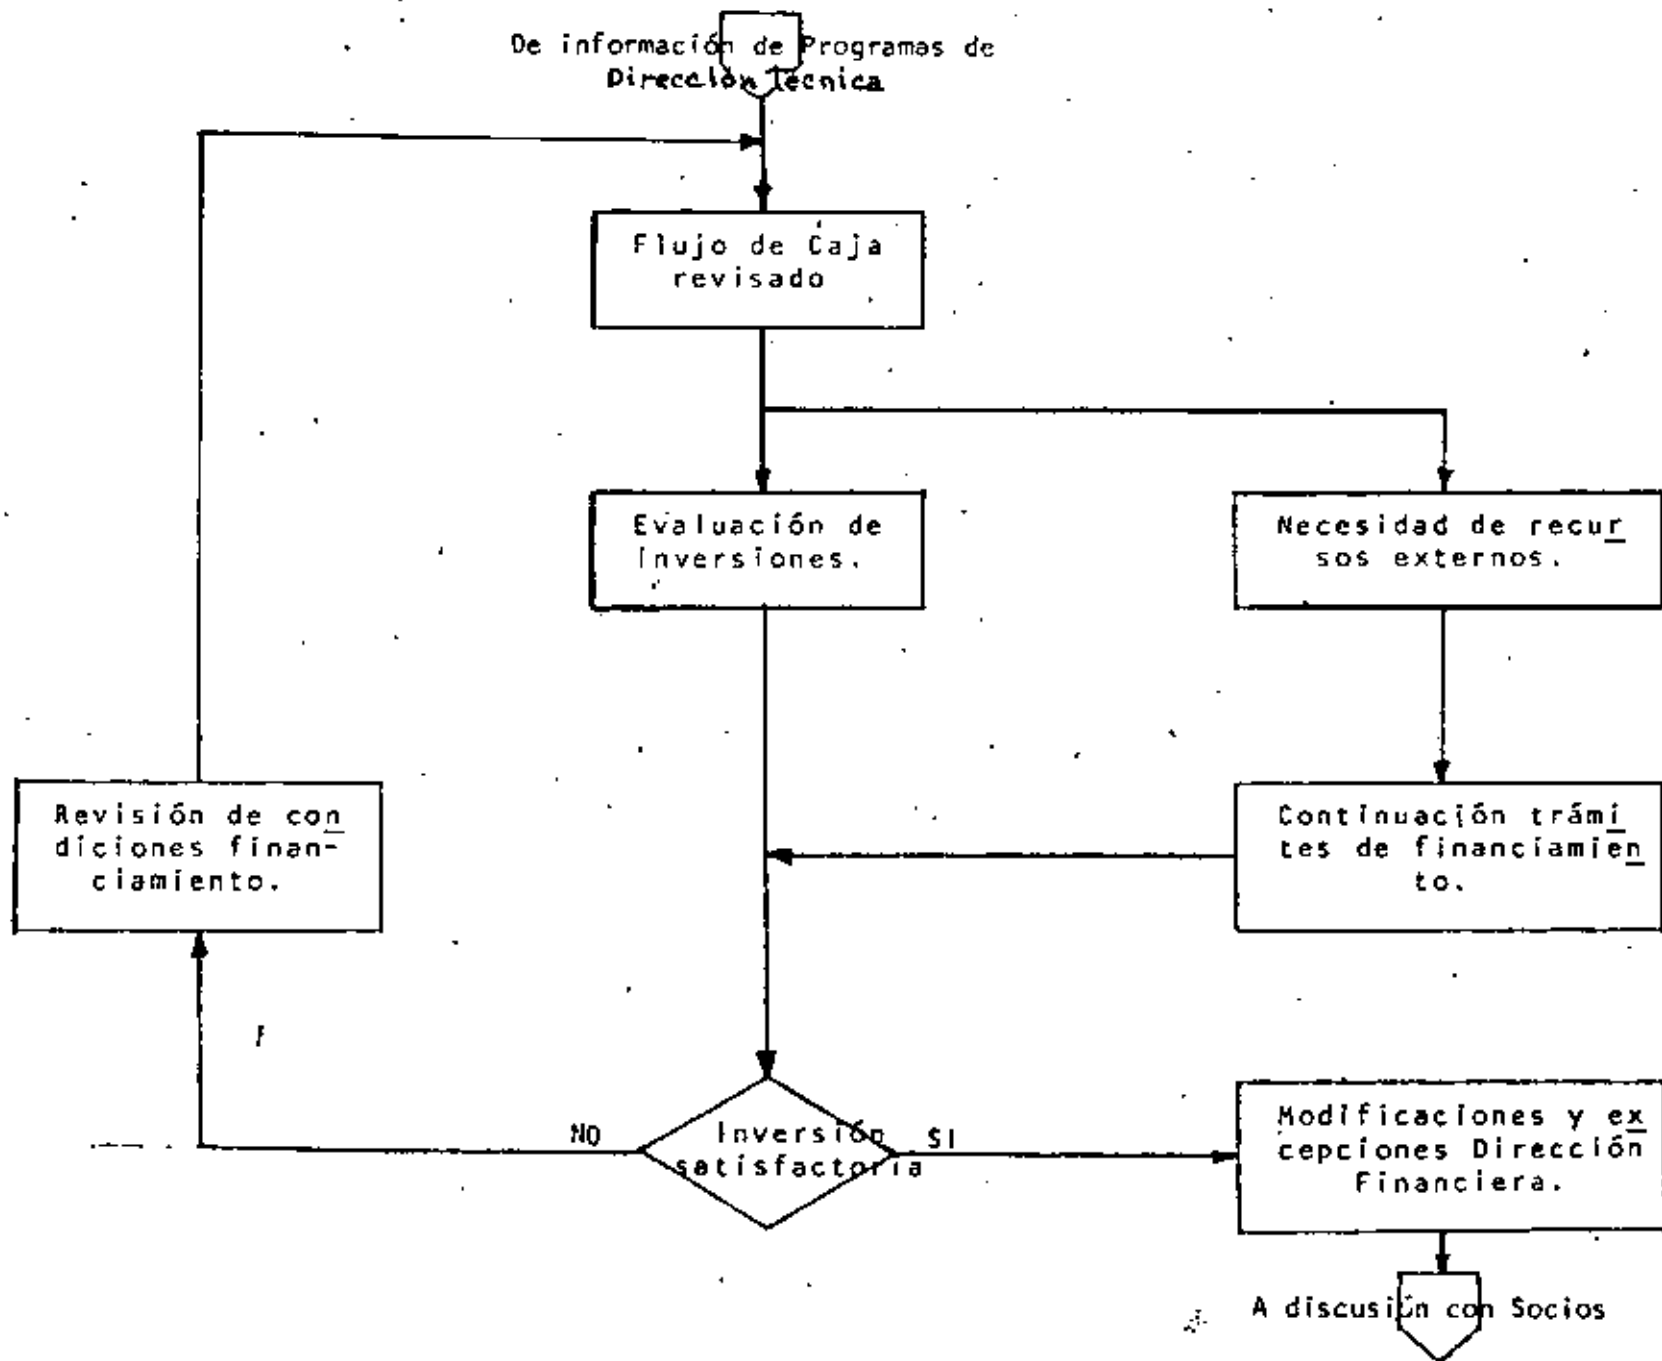 De información de Programas de
Dirección Técnica
Flujo de Caja
revisado
Evaluación de
inversiones.
Necesidad de recur
sos externos.
Revisión de con
diciones finan-
ciamiento.
Continuación trámi
tes de financiamien
to.
NO
Inversión
satisfactoria
SI
Modificaciones y ex
cepciones Dirección
Financiera.
A discusión con Socios